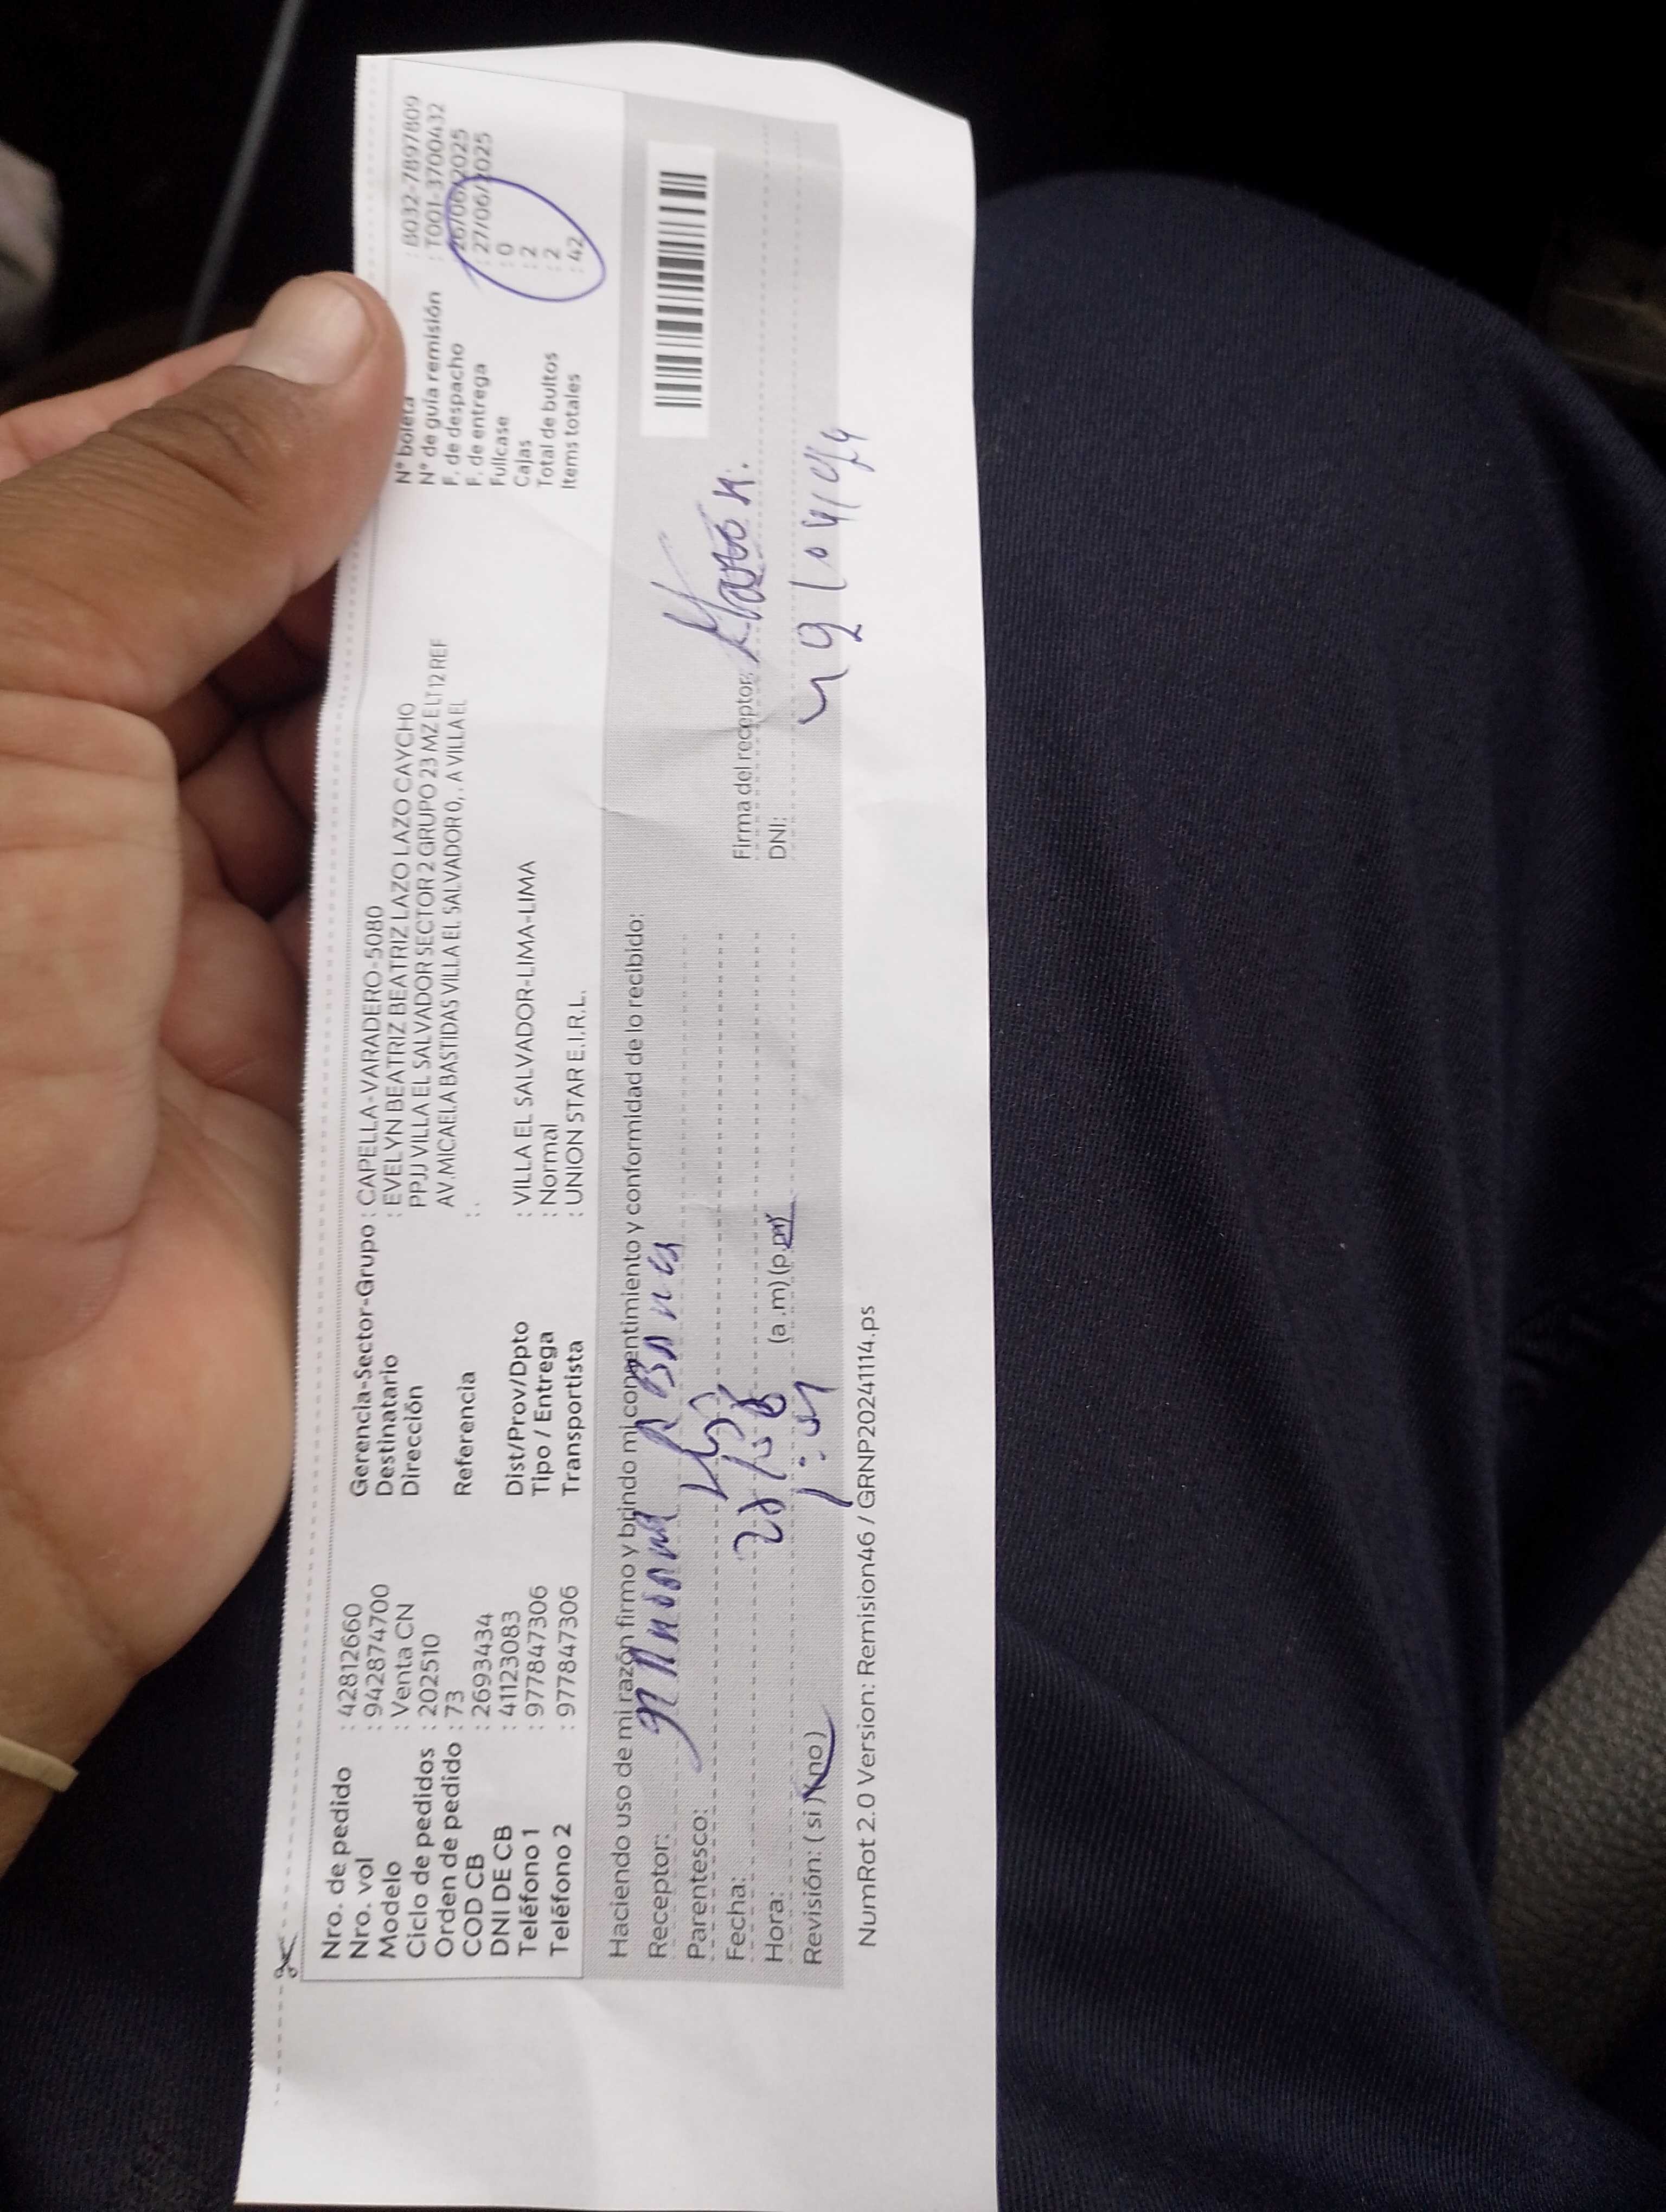 Nro. de pedido : 42812660
Nro. vol : 942874700
Modelo : Venta CN
Ciclo de pedidos : 202510
Orden de pedido : 73
COD CB : 2693434
DNI DE CB : 41123083
Teléfono 1 : 977847306
Teléfono 2 : 977847306
Gerencia-Sector-Grupo : CAPELLA-VARADERO-5080
Destinatario : EVELYN BEATRIZ BEATRIZ LAZO LAZO CAYCHO
Dirección PPJJ VILLA EL SALVADOR SECTOR 2 GRUPO 23 MZ E LT 12 REF
AV.MICAELA BASTIDAS VILLA EL SALVADOR 0, , A VILLA EL
Referencia : .
Dist/Prov/Dpto : VILLA EL SALVADOR-LIMA-LIMA
Tipo / Entrega : Normal
Transportista : UNION STAR E.I.R.L.
N° boleta : B032-7897809
N° de guía remisión : T001-3700432
F. de despacho : 26/06/2025
F. de entrega : 27/06/2025
Fullcase : 0
Cajas : 2
Total de bultos : 2
Items totales : 42
Haciendo uso de mi razón firmo y brindo mi consentimiento y conformidad de lo recibido:
Receptor:
Parentesco:
Fecha:
Hora: (a .m) (p.m)
Revisión: ( si ) ( no )
Firma del receptor:
DNI:
NumRot 2.0 Version: Remision46 / GRNP20241114.ps